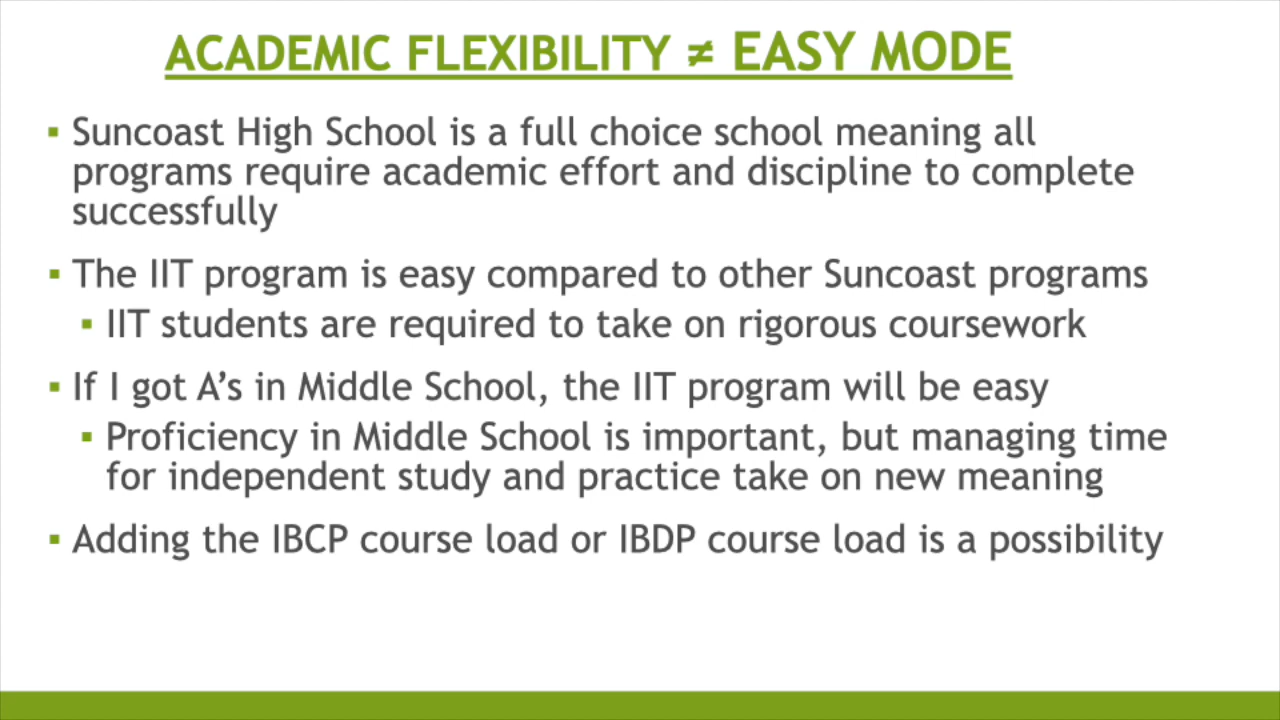 ACADEMIC FLEXIBILITY ≠ EASY MODE
▪ Suncoast High School is a full choice school meaning all
programs require academic effort and discipline to complete
successfully
▪ The IIT program is easy compared to other Suncoast programs
▪ IIT students are required to take on rigorous coursework
▪ If I got A’s in Middle School, the IIT program will be easy
▪ Proficiency in Middle School is important, but managing time
for independent study and practice take on new meaning
▪ Adding the IBCP course load or IBDP course load is a possibility